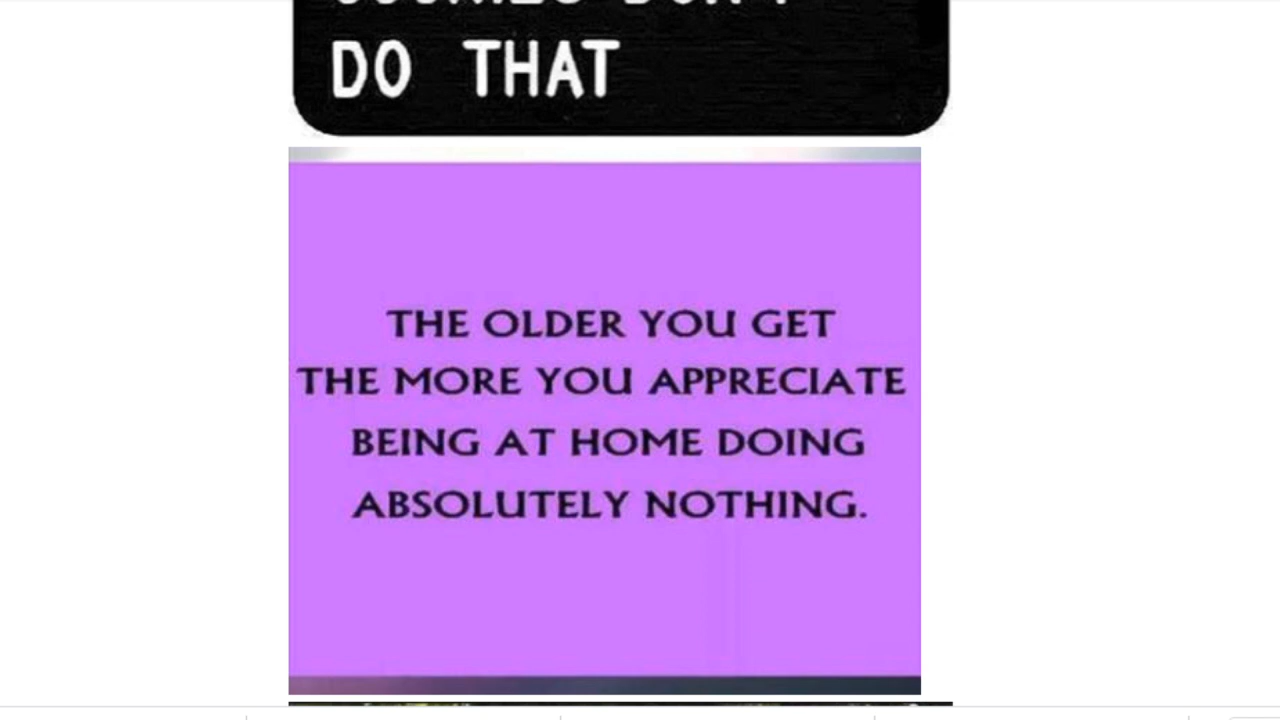 DO THAT
THE OLDER YOU GET
THE MORE YOU APPRECIATE
BEING AT HOME DOING
ABSOLUTELY NOTHING.